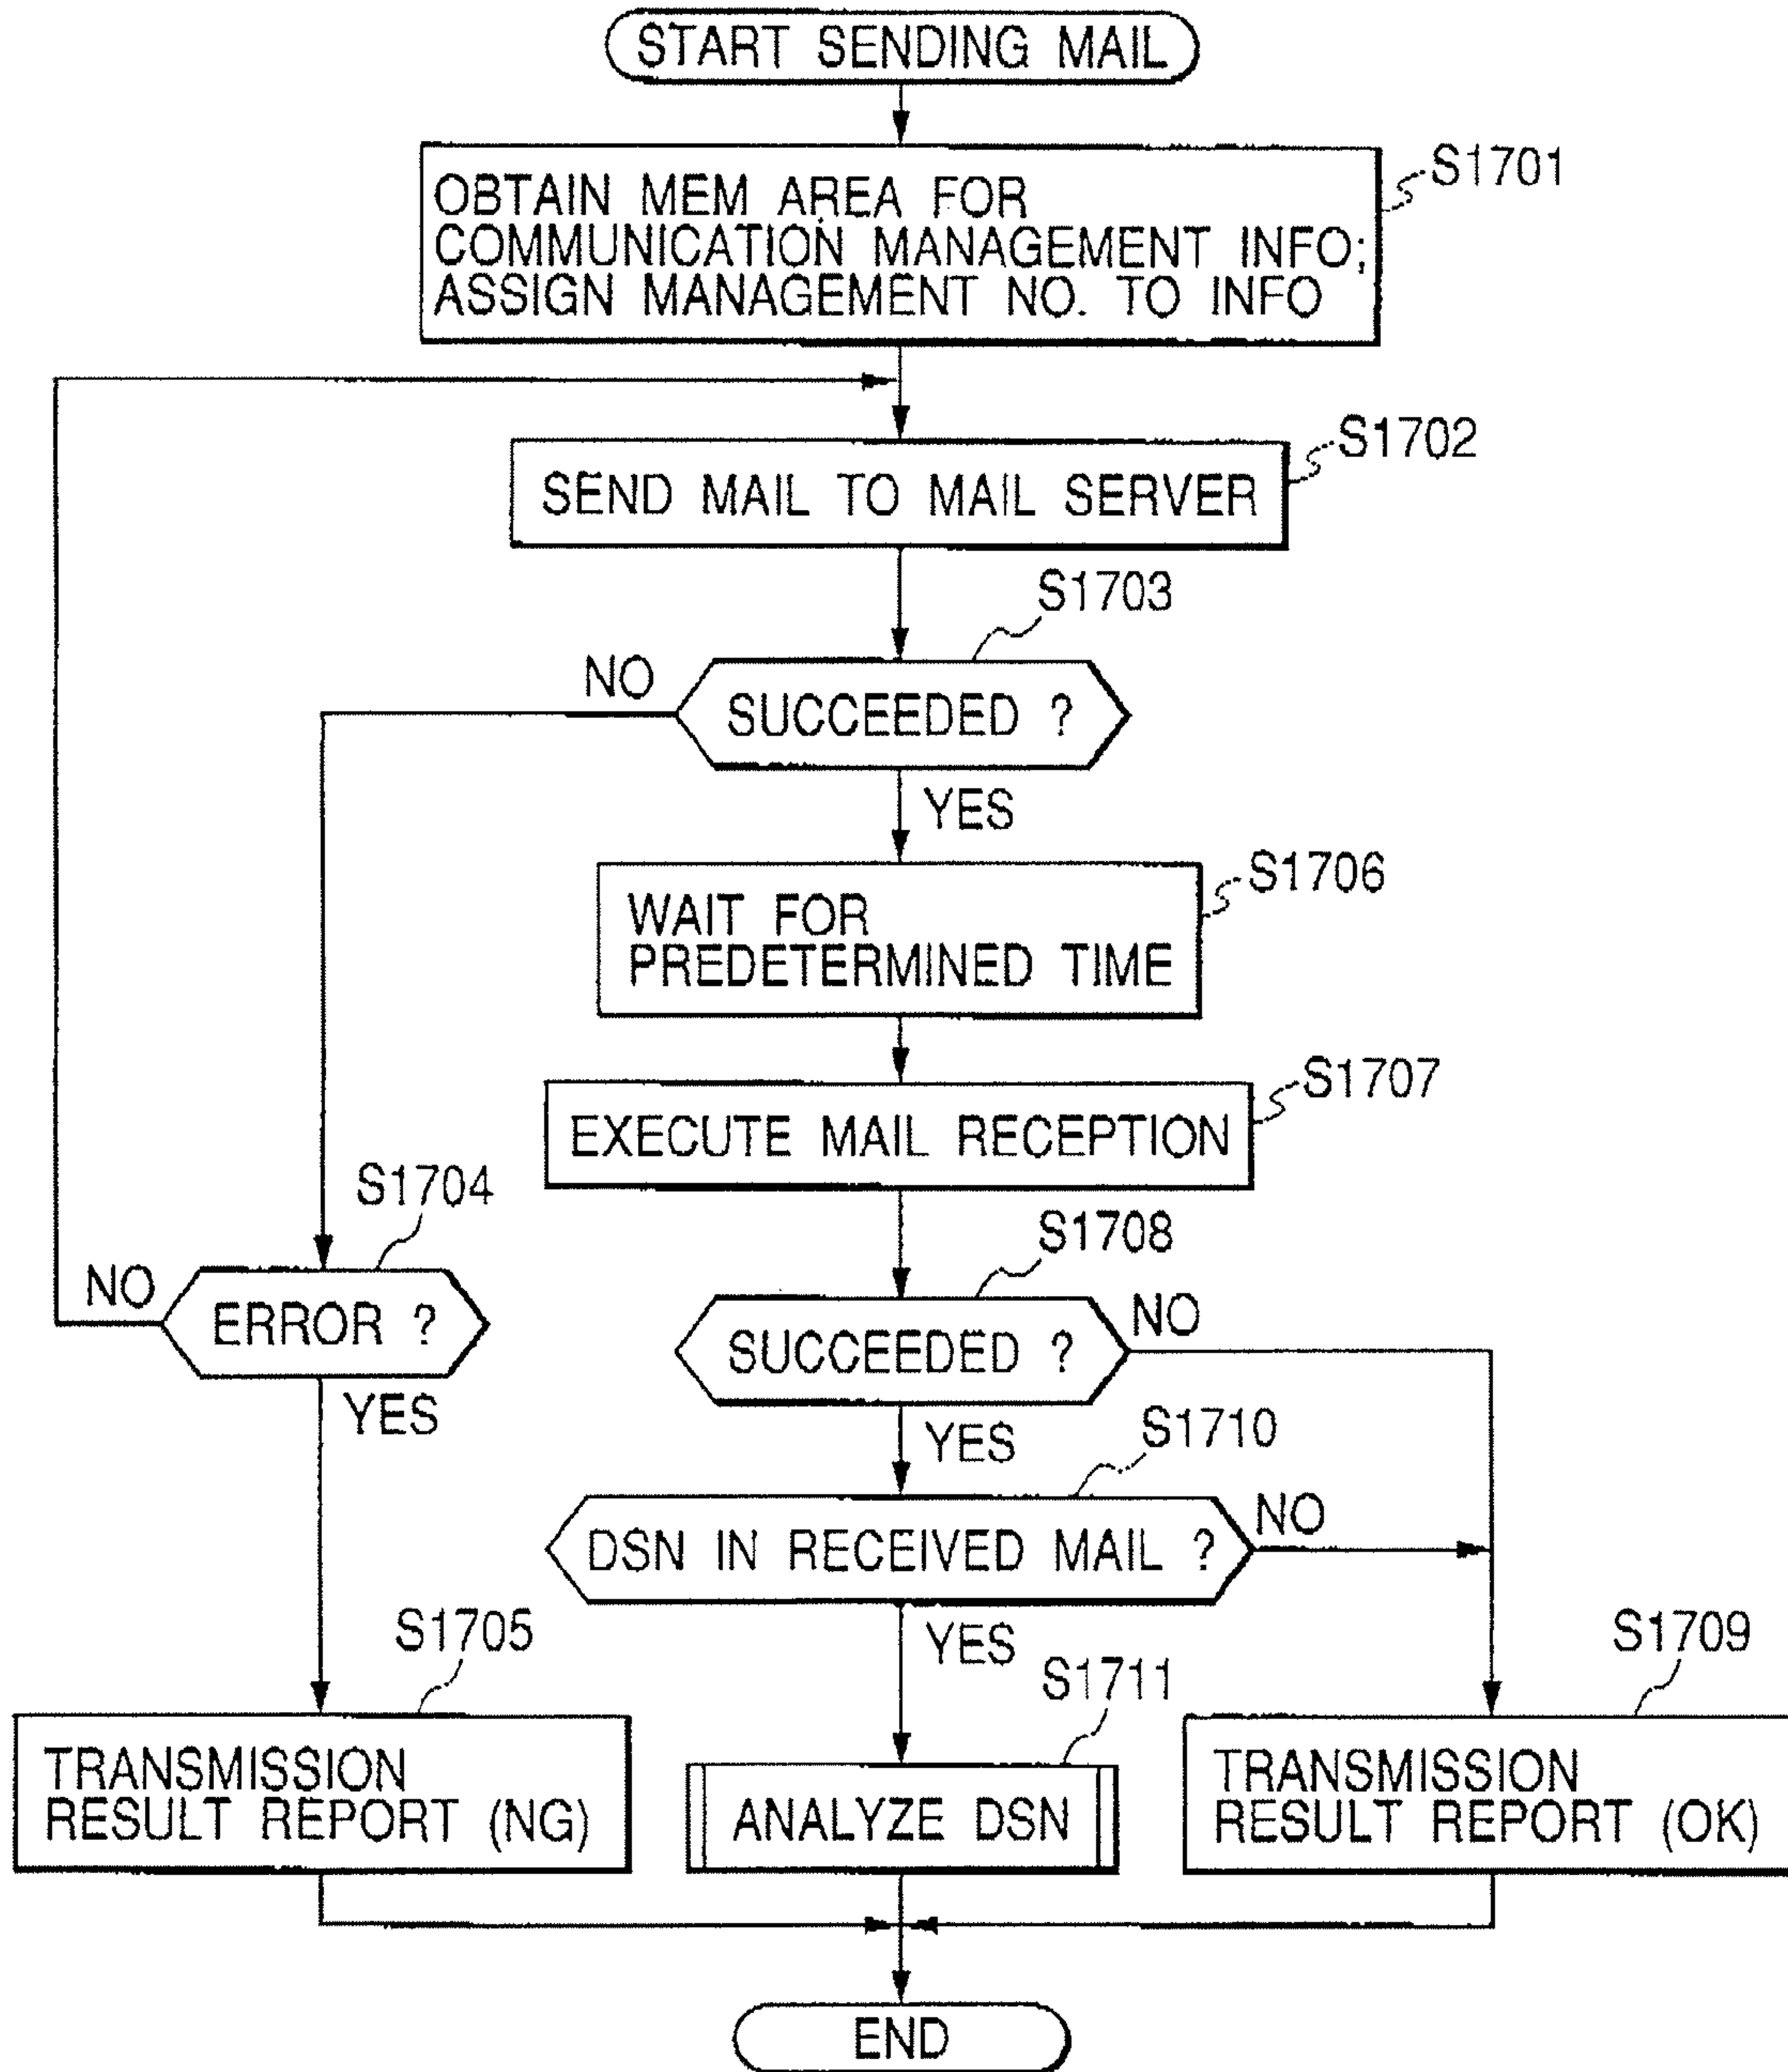 START SENDING MAIL
S1701
OBTAIN MEM AREA FOR
COMMUNICATION MANAGEMENT INFO;
ASSIGN MANAGEMENT NO. TO INFO
S1702
SEND MAIL TO MAIL SERVER
S1703
NO
SUCCEEDED ?
YES
S1706
WAIT FOR
PREDETERMINED TIME
S1707
EXECUTE MAIL RECEPTION
S1704
S1708
NO
ERROR ?
NO
SUCCEEDED ?
YES
YES
S1710
DSN IN RECEIVED MAIL ?
NO
S1705
YES
S1711
S1709
TRANSMISSION
RESULT REPORT (NG)
ANALYZE DSN
TRANSMISSION
RESULT REPORT (OK)
END